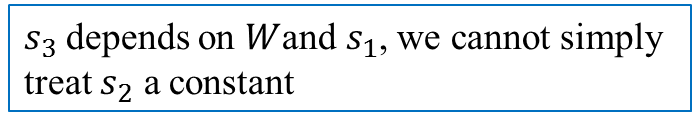 s₃ depends on W and s₁, we cannot simply
treat s₂ a constant